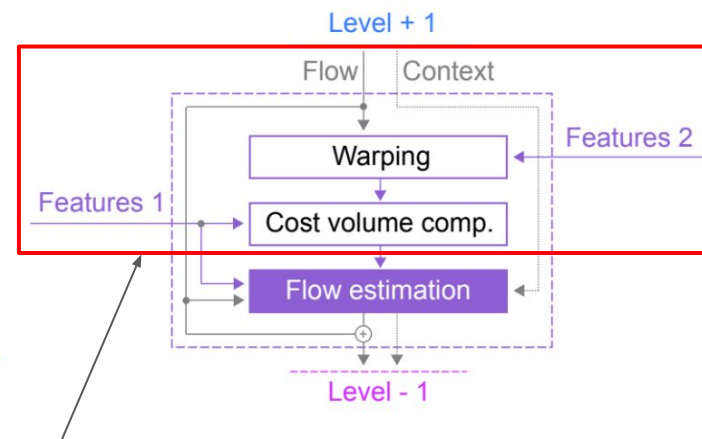 Level + 1
Flow Context
Warping
Features 2
Features 1
Cost volume comp.
Flow estimation
+
Level - 1